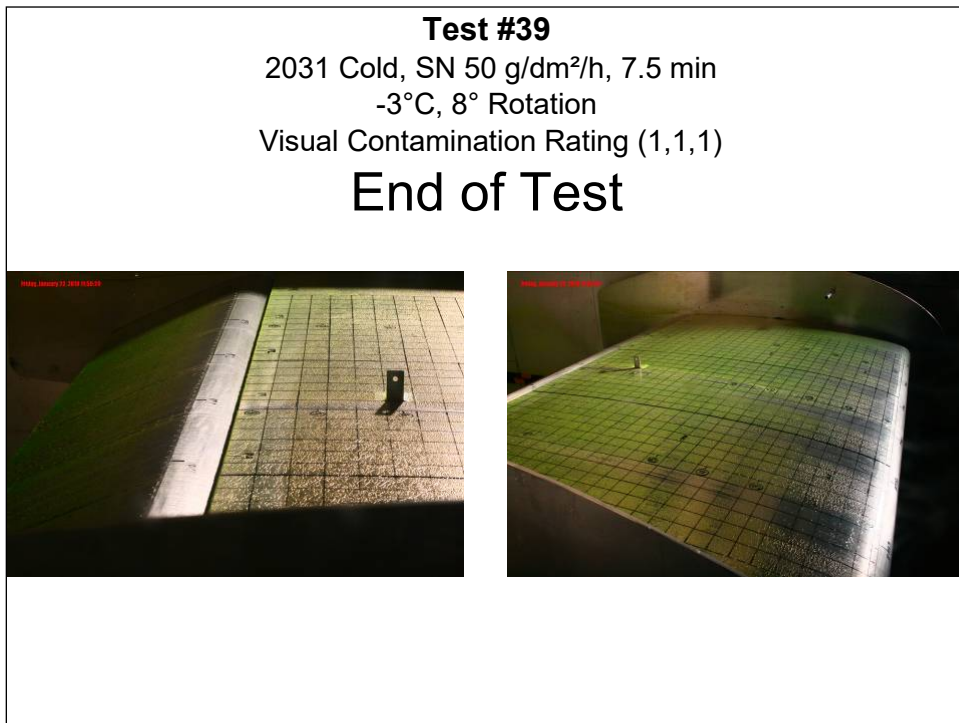 Test #39
2031 Cold, SN 50 g/dm²/h, 7.5 min
-3°C, 8° Rotation
Visual Contamination Rating (1,1,1)
End of Test